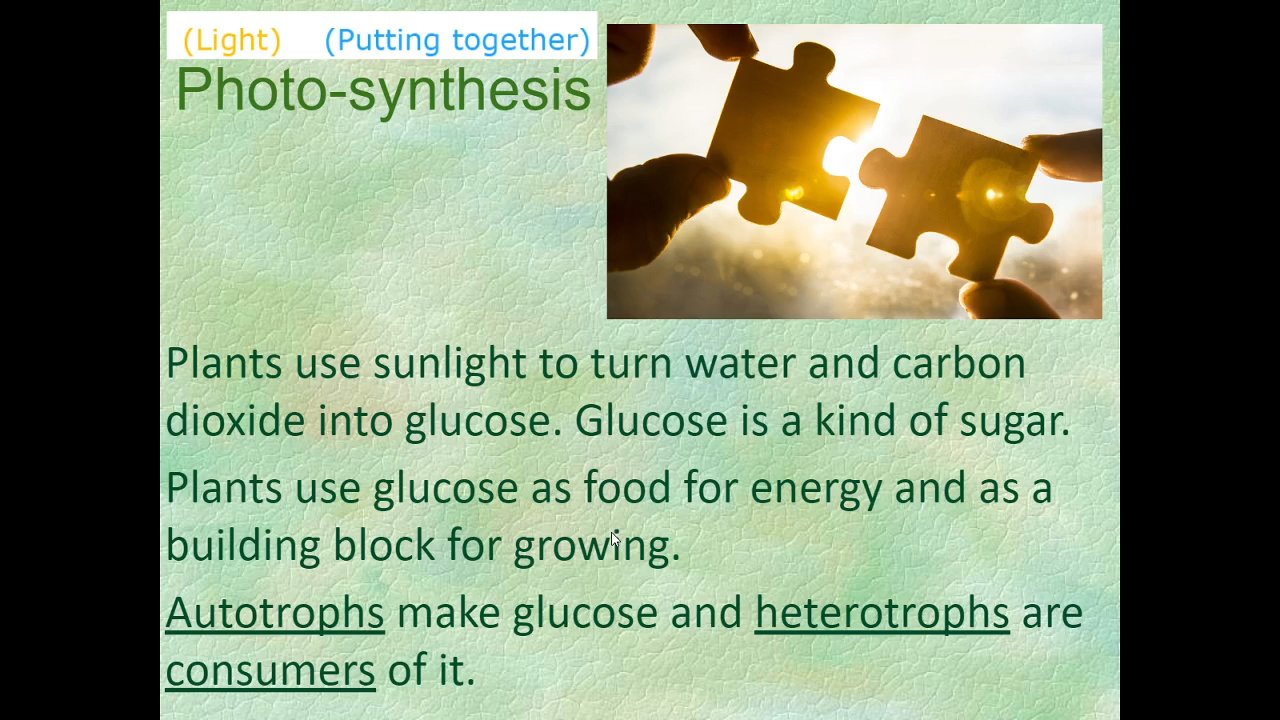 (Light) (Putting together)
Photo-synthesis
Plants use sunlight to turn water and carbon
dioxide into glucose. Glucose is a kind of sugar.
Plants use glucose as food for energy and as a
building block for growing.
Autotrophs make glucose and heterotrophs are
consumers of it.